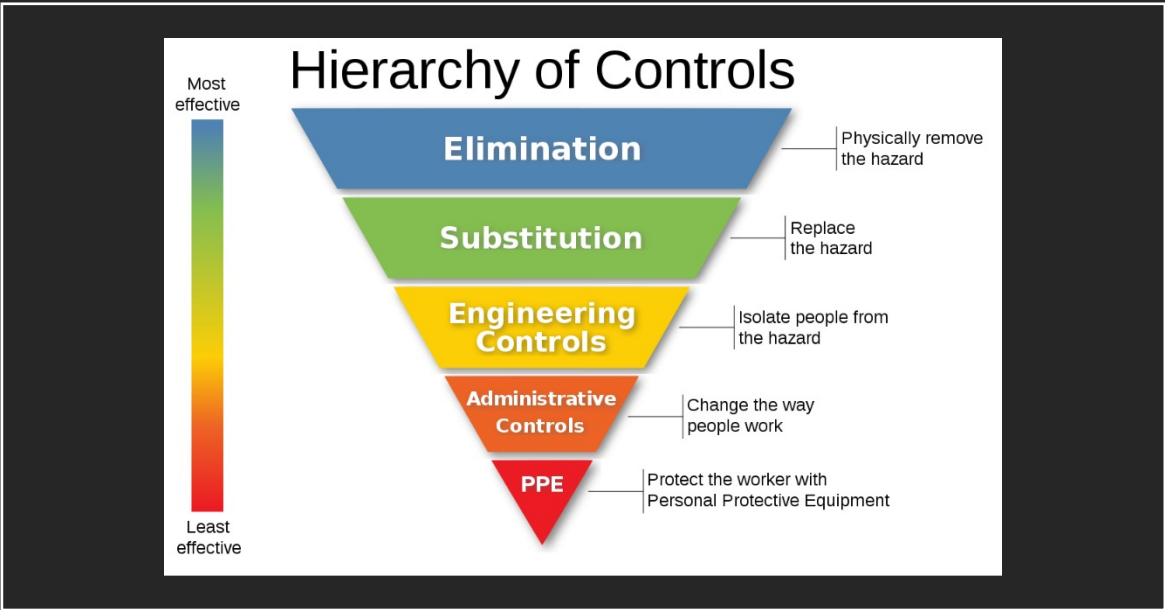 Hierarchy of Controls
Most
effective
Elimination
Physically remove
the hazard
Substitution
Replace
the hazard
Engineering
Controls
Isolate people from
the hazard
Administrative
Controls
Change the way
people work
PPE
Protect the worker with
Personal Protective Equipment
Least
effective